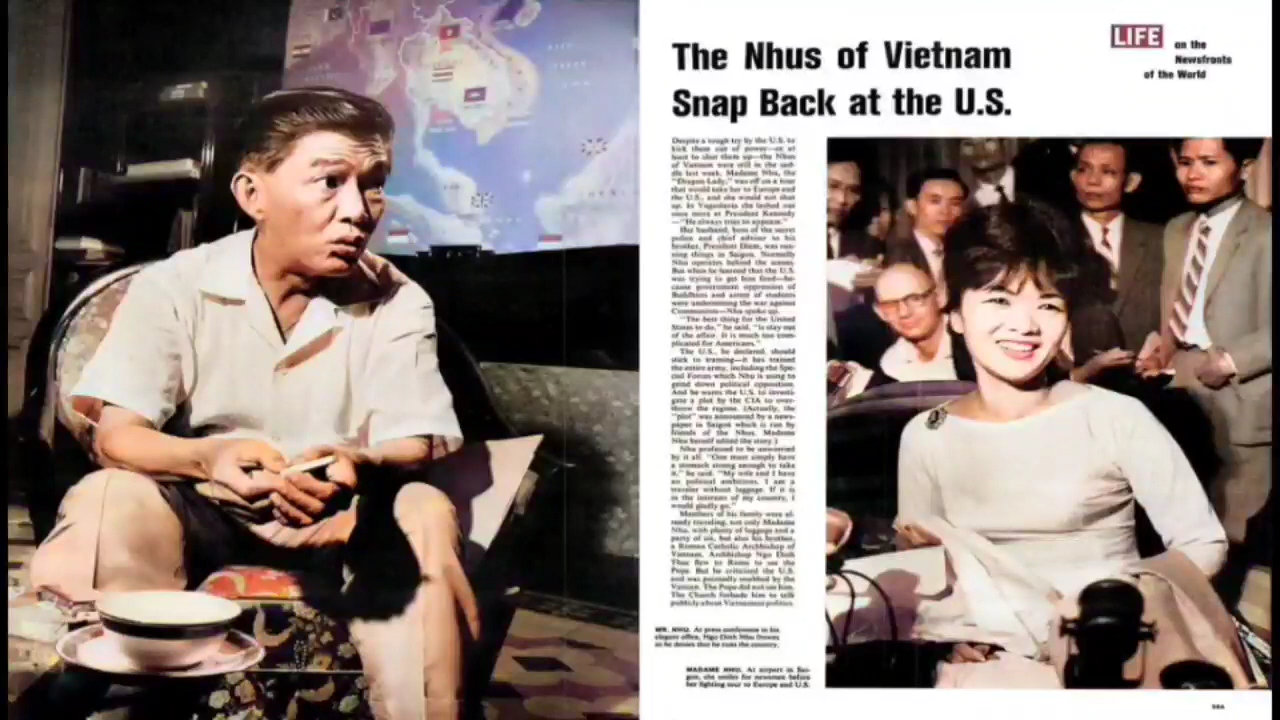 The Nhus of Vietnam
Snap Back at the U.S.
LIFE
on the
Newsfronts
of the World
Despite a tough try by the U.S. to
kick them out of power—or at
least to shut them up—the Nhus
of Vietnam were still in the sad-
dle last week. Madame Nhu, the
"Dragon Lady," was off on a tour
that would take her to Europe and
the U.S., and she would not shut
up. In Yugoslavia she lashed out
once more at President Kennedy
—"He always tries to appease."
Her husband, boss of the secret
police and chief adviser to his
brother, President Diem, was run-
ning things in Saigon. Normally
Nhu operates behind the scenes.
But when he learned that the U.S.
was trying to get him fired—be-
cause government oppression of
Buddhists and arrest of students
were undermining the war against
Communists—Nhu spoke up.
"The best thing for the United
States to do," he said, "is stay out
of the affair. It is much too com-
plicated for Americans."
The U.S., he declared, should
stick to training—it has trained
the entire army, including the Spe-
cial Forces which Nhu is using to
grind down political opposition.
And he wants the U.S. to investi-
gate a plot by the CIA to over-
throw the regime. (Actually, the
"plot" was announced by a news-
paper in Saigon which is run by
friends of the Nhus. Madame
Nhu herself edited the story.)
Nhu professed to be unworried
by it all. "One must simply have
a stomach strong enough to take
it," he said. "My wife and I have
no political ambitions. I am a
traveler without luggage. If it is
in the interest of my country, I
would gladly go."
Members of his family were al-
ready traveling, not only Madame
Nhu, with plenty of luggage and a
party of six, but also his brother,
a Roman Catholic Archbishop of
Vietnam. Archbishop Ngo Dinh
Thuc flew to Rome to see the
Pope. But he criticized the U.S.
and was pointedly snubbed by the
Vatican. The Pope did not see him.
The Church forbade him to talk
publicly about Vietnamese politics.
MR. NHU. At press conference in his
elegant office, Ngo Dinh Nhu frowns
as he denies that he runs the country.
MADAME NHU. At airport in Sai-
gon, she smiles for newsmen before
her fighting tour to Europe and U.S.